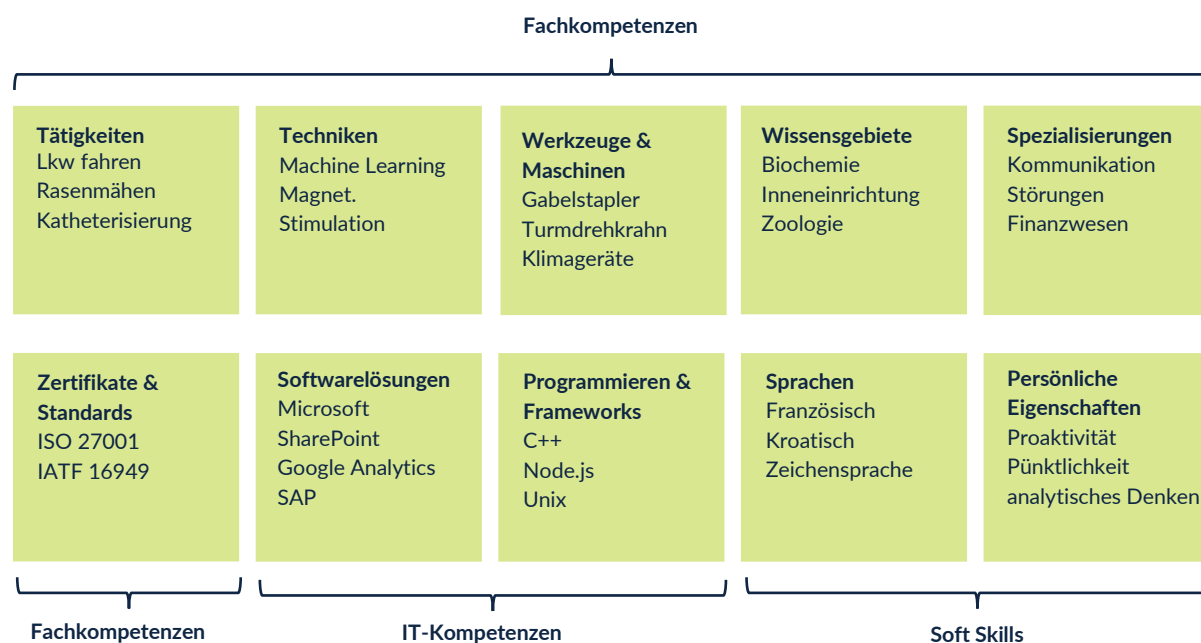 Fachkompetenzen
Tätigkeiten
Lkw fahren
Rasenmähen
Katheterisierung
Techniken
Machine Learning
Magnet.
Stimulation
Werkzeuge &
Maschinen
Gabelstapler
Turmdrehkrahn
Klimageräte
Wissensgebiete
Biochemie
Inneneinrichtung
Zoologie
Spezialisierungen
Kommunikation
Störungen
Finanzwesen
Zertifikate &
Standards
ISO 27001
IATF 16949
Softwarelösungen
Microsoft
SharePoint
Google Analytics
SAP
Programmieren &
Frameworks
C++
Node.js
Unix
Sprachen
Französisch
Kroatisch
Zeichensprache
Persönliche
Eigenschaften
Proaktivität
Pünktlichkeit
analytisches Denken
Fachkompetenzen
IT-Kompetenzen
Soft Skills